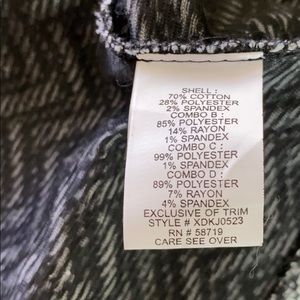 SHELL :
70% COTTON
28% POLYESTER
2% SPANDEX
COMBO B :
85% POLYESTER
14% RAYON
1% SPANDEX
COMBO C :
99% POLYESTER
1% SPANDEX
COMBO D :
89% POLYESTER
7% RAYON
4% SPANDEX
EXCLUSIVE OF TRIM
STYLE # XDKJ0523
RN # 58719
CARE SEE OVER